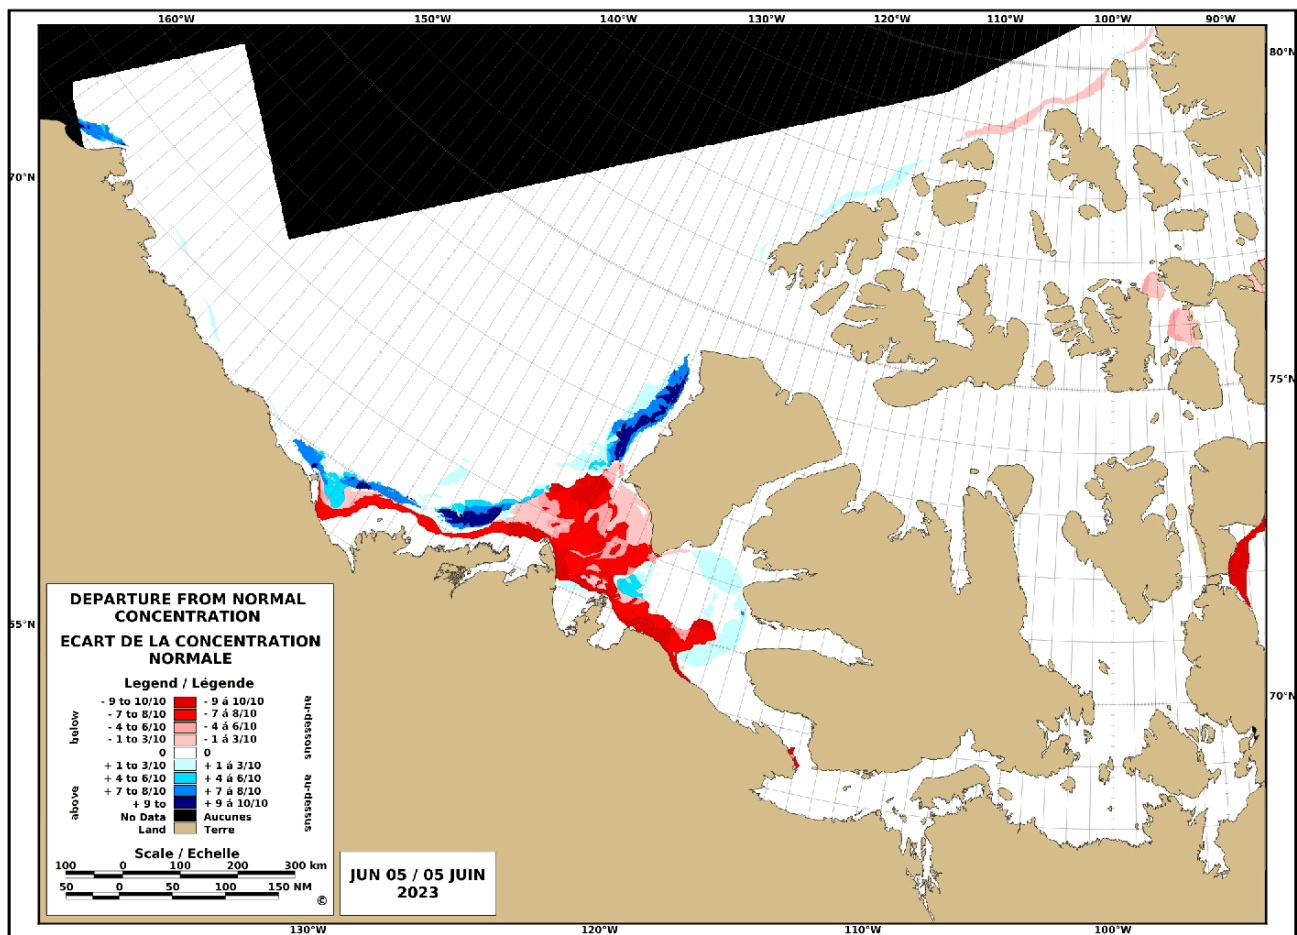 160°W 150°W 140°W 130°W 120°W 110°W 100°W 90°W
80°N
70°N
75°N
65°N
70°N
DEPARTURE FROM NORMAL
CONCENTRATION
ECART DE LA CONCENTRATION
NORMALE
Legend / Légende
below
au-dessous
- 9 to 10/10 - 9 á 10/10
- 7 to 8/10 - 7 á 8/10
- 4 to 6/10 - 4 á 6/10
- 1 to 3/10 - 1 á 3/10
0 0
above
au-dessus
+ 1 to 3/10 + 1 á 3/10
+ 4 to 6/10 + 4 á 6/10
+ 7 to 8/10 + 7 á 8/10
+ 9 to + 9 á 10/10
No Data Aucunes
Land Terre
Scale / Echelle
100 0 100 200 300 km
50 0 50 100 150 NM
©
JUN 05 / 05 JUIN
2023
130°W 120°W 110°W 100°W